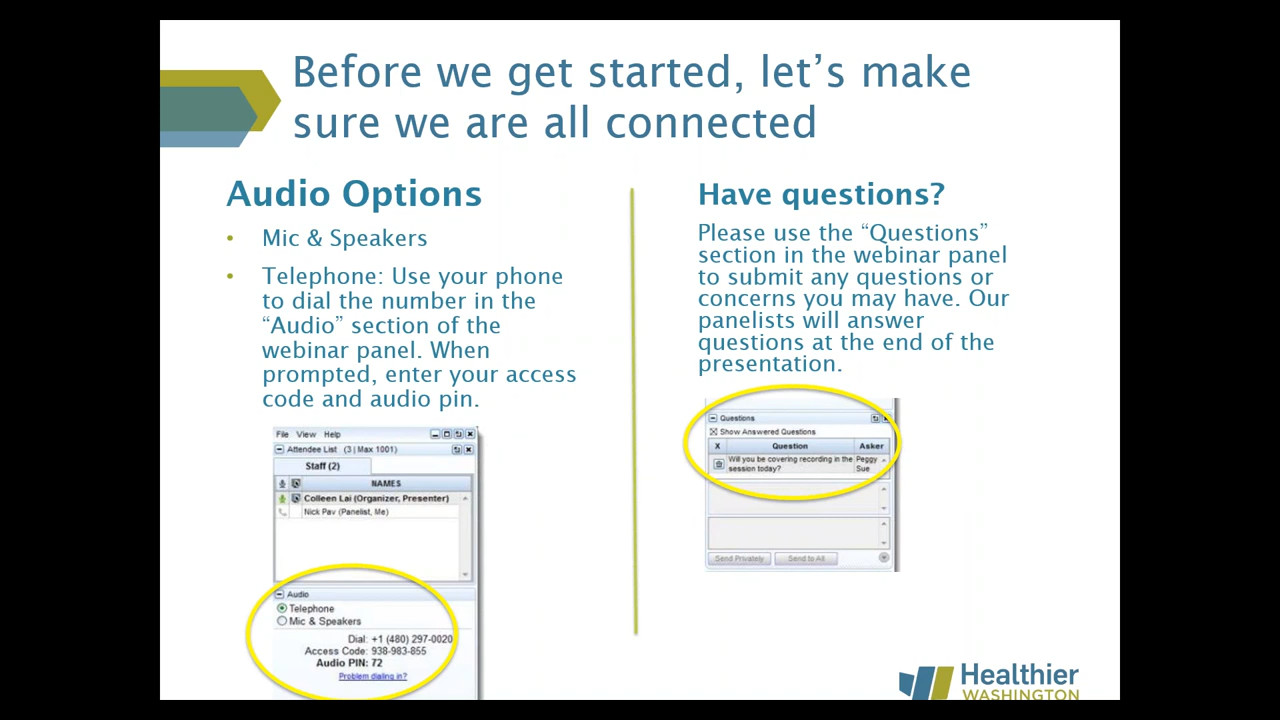 Before we get started, let’s make
sure we are all connected
Audio Options
• Mic & Speakers
• Telephone: Use your phone
to dial the number in the
“Audio” section of the
webinar panel. When
prompted, enter your access
code and audio pin.
File View Help
Attendee List (3 | Max 1001)
Staff (2)
NAMES
Colleen Lai (Organizer, Presenter)
Nick Pav (Panelist, Me)
Audio
Telephone
Mic & Speakers
Dial: +1 (480) 297-0020
Access Code: 938-983-855
Audio PIN: 72
Problem dialing in?
Have questions?
Please use the “Questions”
section in the webinar panel
to submit any questions or
concerns you may have. Our
panelists will answer
questions at the end of the
presentation.
Questions
Show Answered Questions
X Question Asker
Will you be covering recording in the Peggy
session today? Sue
Send Privately Send to All
Healthier
WASHINGTON